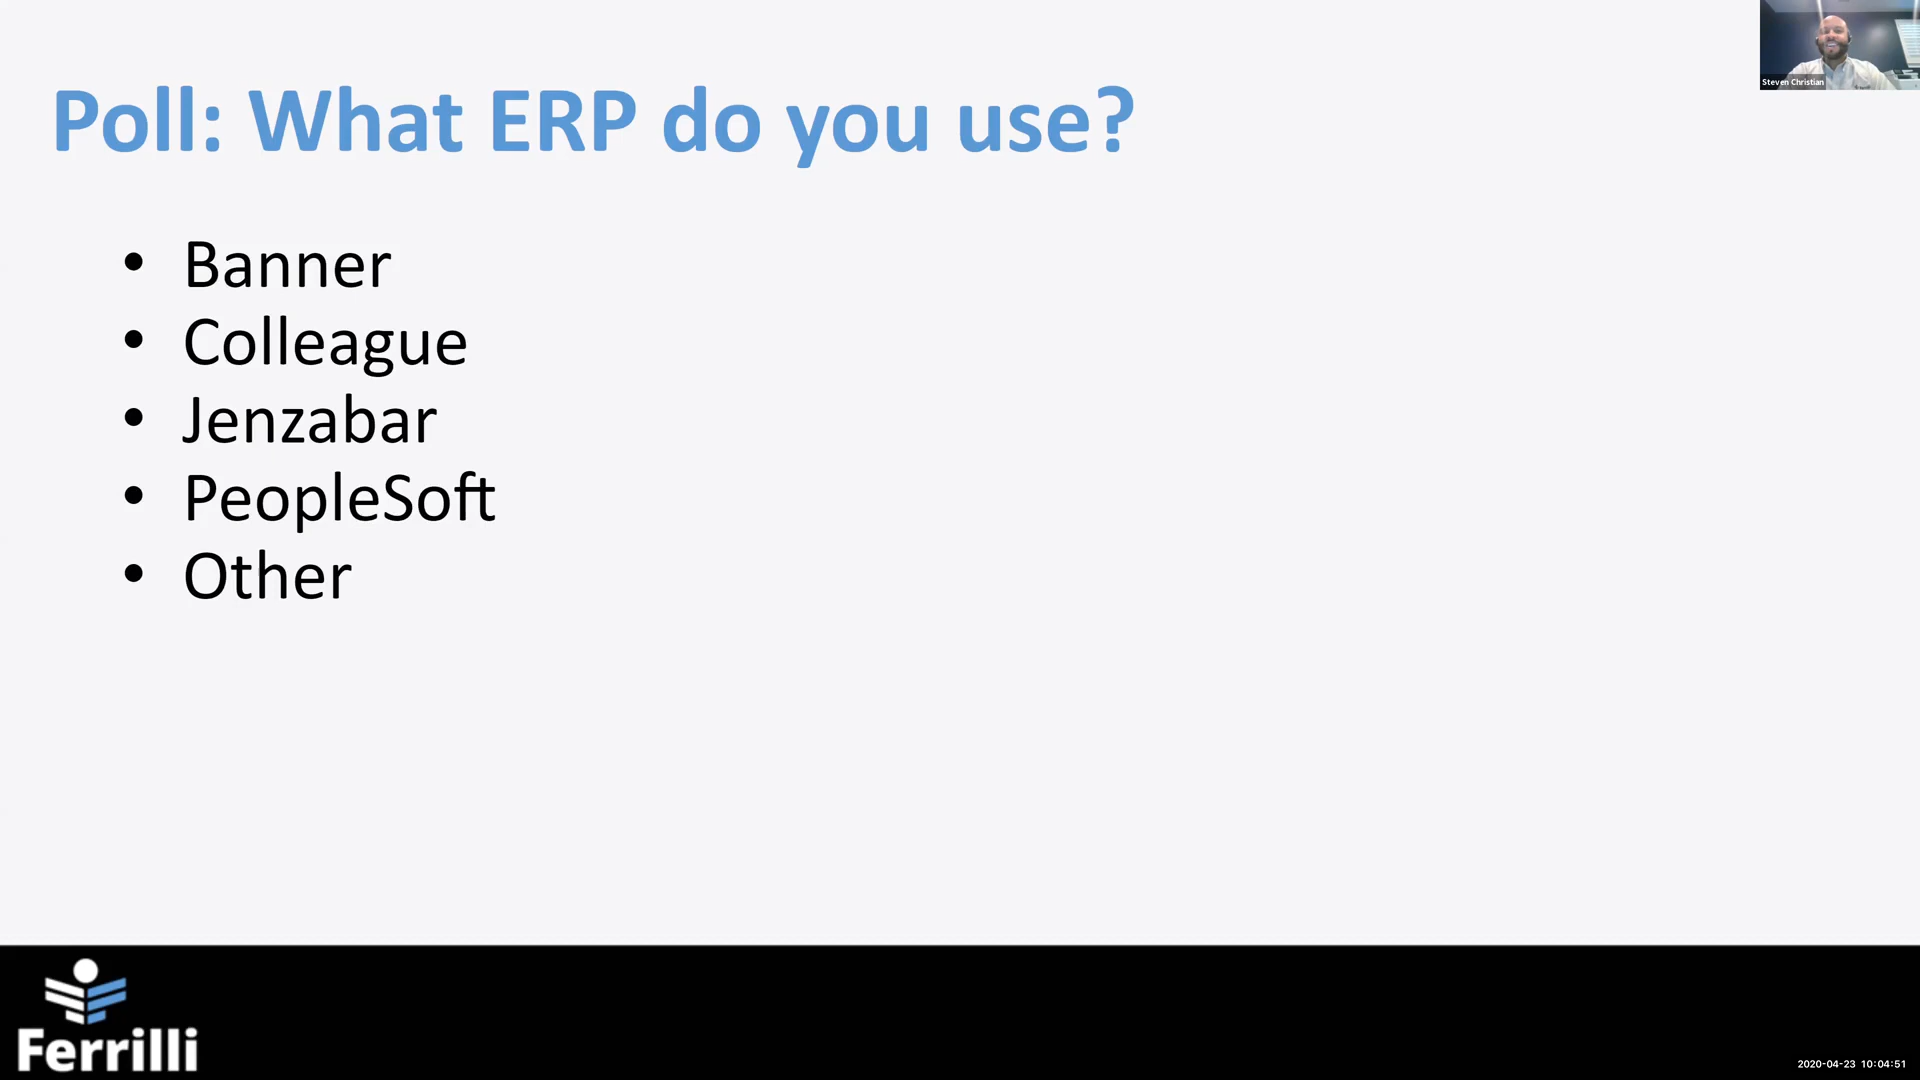 Steven Christian
Poll: What ERP do you use?
• Banner
• Colleague
• Jenzabar
• PeopleSoft
• Other
Ferrilli
2020-04-23 10:04:51